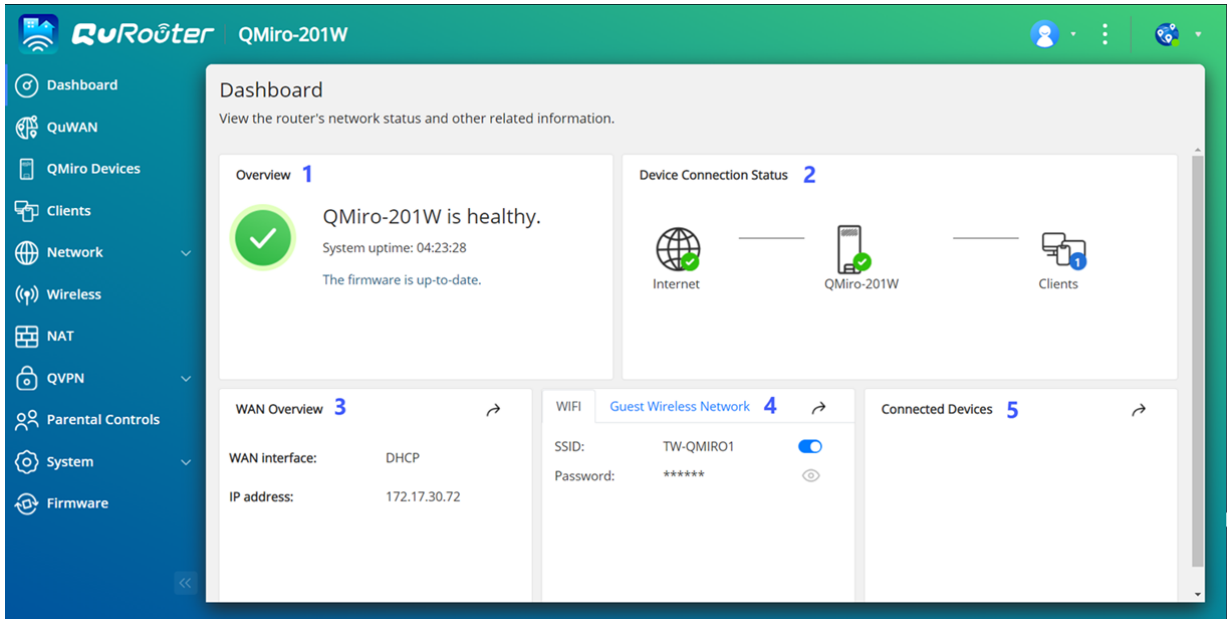 QuRoûter QMiro-201W
Dashboard
QuWAN
QMiro Devices
Clients
Network
Wireless
NAT
QVPN
Parental Controls
System
Firmware
Dashboard
View the router's network status and other related information.
Overview 1
QMiro-201W is healthy.
System uptime: 04:23:28
The firmware is up-to-date.
Device Connection Status 2
Internet QMiro-201W Clients
1
WAN Overview 3
WAN interface: DHCP
IP address: 172.17.30.72
WIFI Guest Wireless Network 4
SSID: TW-QMIRO1
Password: ******
Connected Devices 5